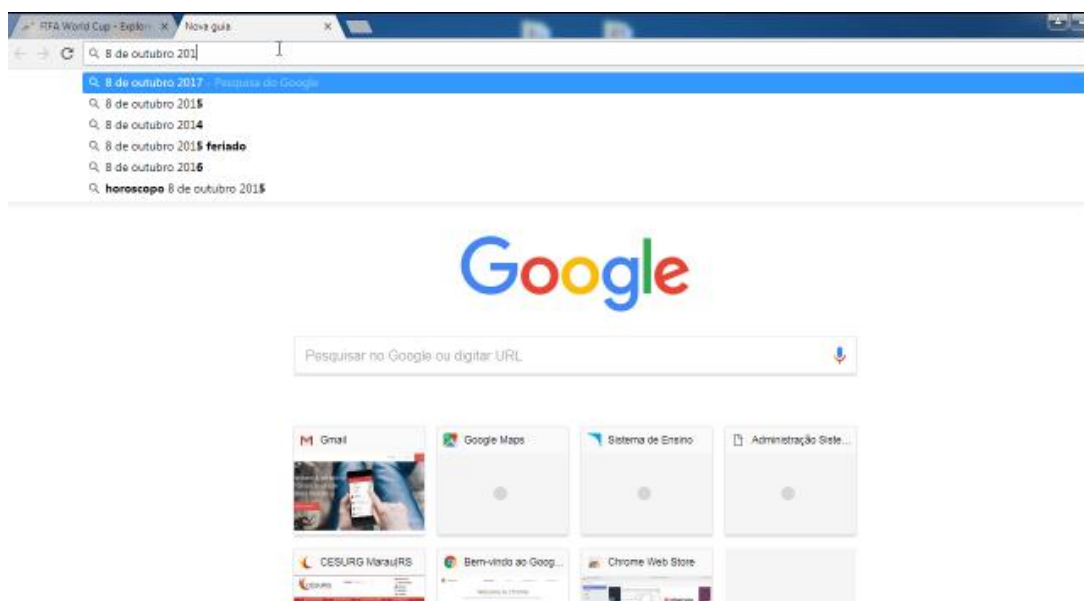 FIFA World Cup - Explor
Nova guia
8 de outubro 201
8 de outubro 2017 - Pesquisa do Google
8 de outubro 2015
8 de outubro 2014
8 de outubro 2015 feriado
8 de outubro 2016
horoscopo 8 de outubro 2015
Google
Pesquisar no Google ou digitar URL
Gmail
Google Maps
Sistema de Ensino
Administração Siste...
CESURG Marau|RS
Bem-vindo ao Goog...
Chrome Web Store